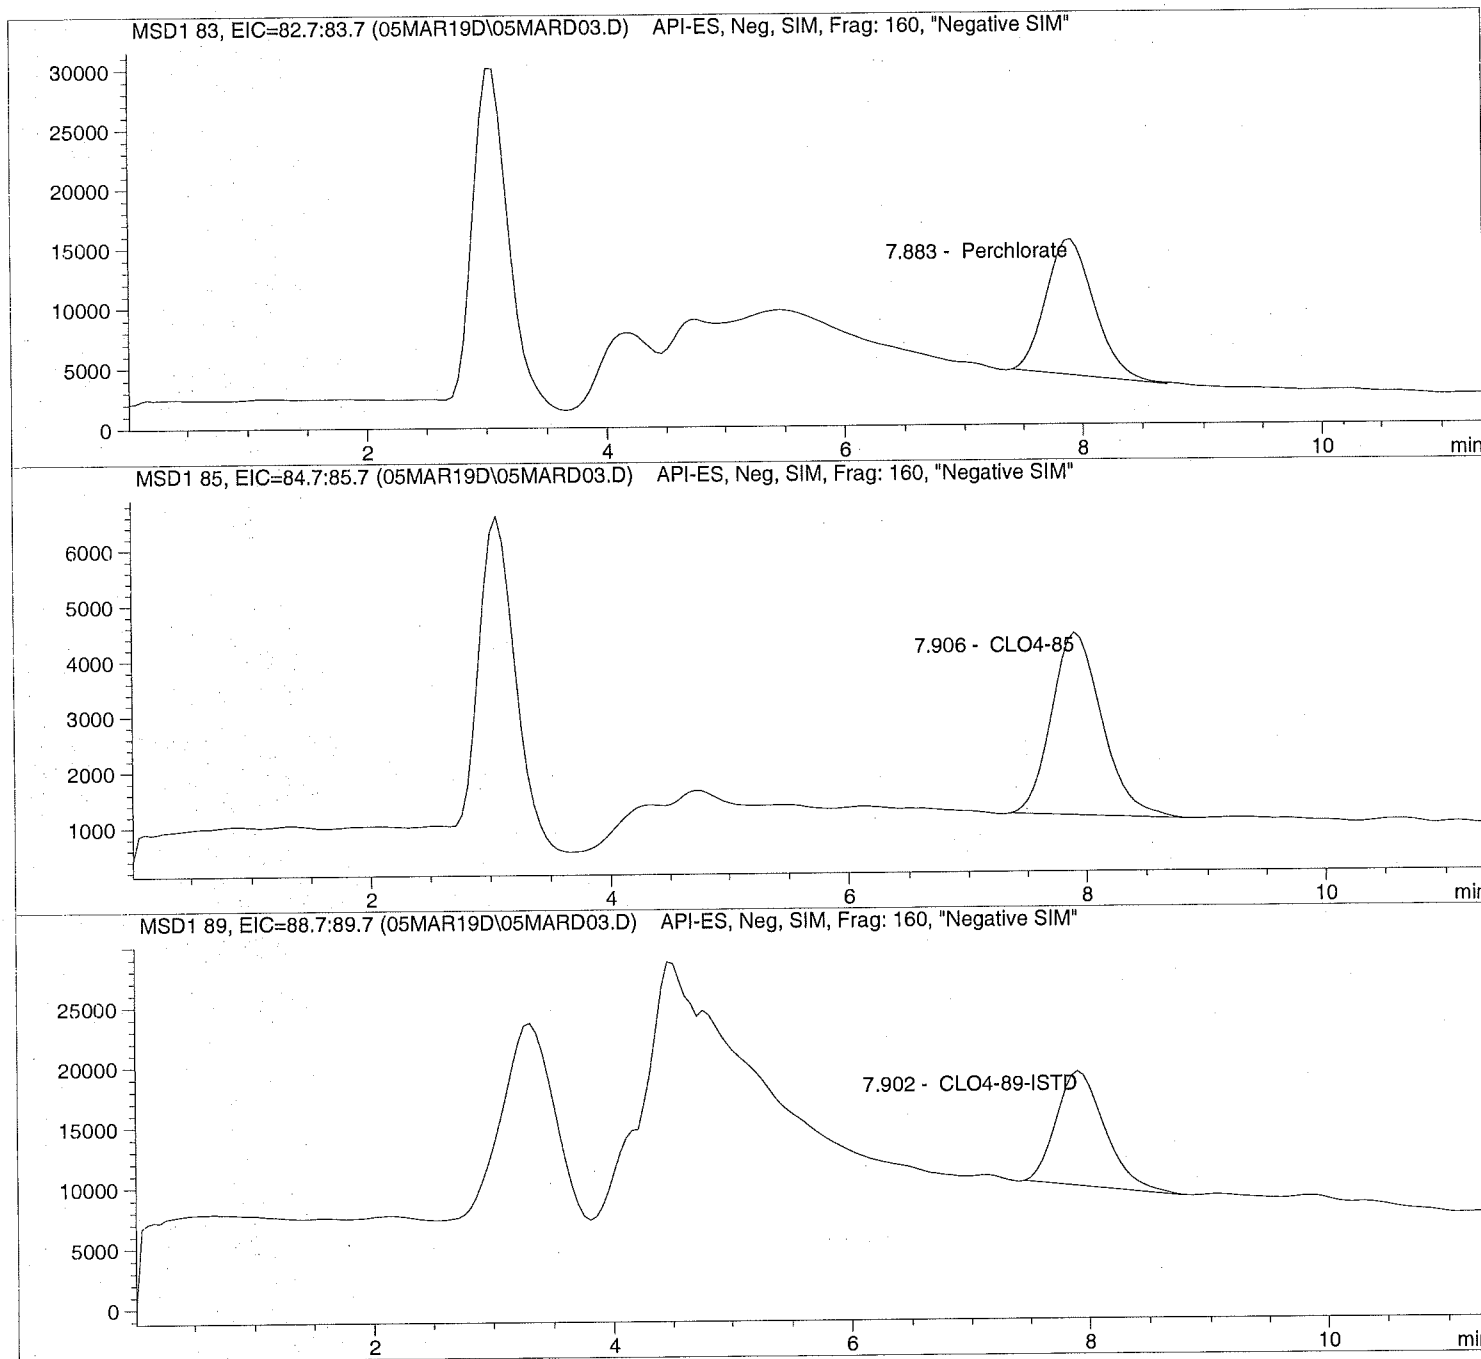 MSD1 83, EIC=82.7:83.7 (05MAR19D\05MARD03.D) API-ES, Neg, SIM, Frag: 160, "Negative SIM"
30000
25000
20000
15000
10000
5000
0
7.883 - Perchlorate
2 4 6 8 10 min
MSD1 85, EIC=84.7:85.7 (05MAR19D\05MARD03.D) API-ES, Neg, SIM, Frag: 160, "Negative SIM"
6000
5000
4000
3000
2000
1000
7.906 - CLO4-85
2 4 6 8 10 min
MSD1 89, EIC=88.7:89.7 (05MAR19D\05MARD03.D) API-ES, Neg, SIM, Frag: 160, "Negative SIM"
25000
20000
15000
10000
5000
0
7.902 - CLO4-89-ISTD
2 4 6 8 10 min